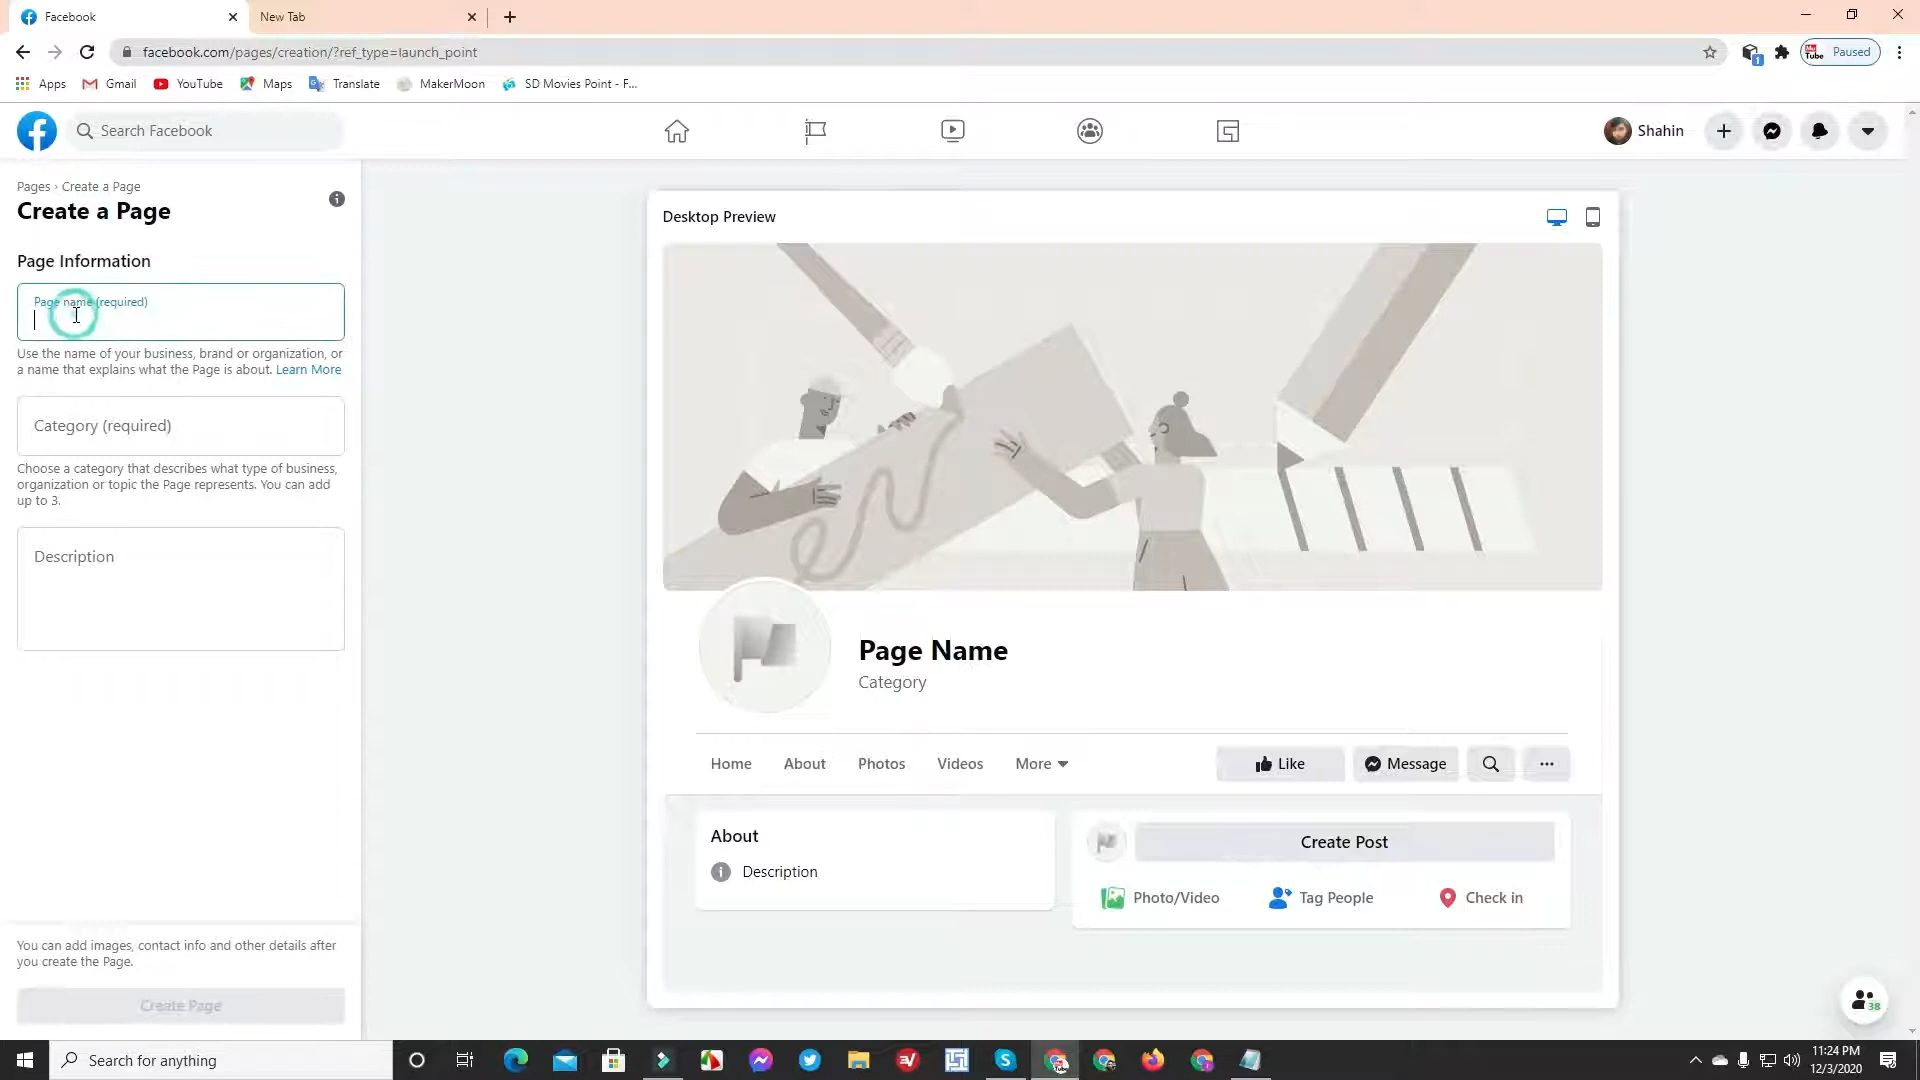 Facebook
New Tab
facebook.com/pages/creation/?ref_type=launch_point
Paused
Apps
Gmail
YouTube
Maps
Translate
MakerMoon
SD Movies Point - F...
Search Facebook
Shahin
Pages › Create a Page
Create a Page
Page Information
Page name (required)
Use the name of your business, brand or organization, or
a name that explains what the Page is about. Learn More
Category (required)
Choose a category that describes what type of business,
organization or topic the Page represents. You can add
up to 3.
Description
You can add images, contact info and other details after
you create the Page.
Create Page
Desktop Preview
Page Name
Category
Home
About
Photos
Videos
More
Like
Message
About
Description
Create Post
Photo/Video
Tag People
Check in
38
Search for anything
11:24 PM
12/3/2020